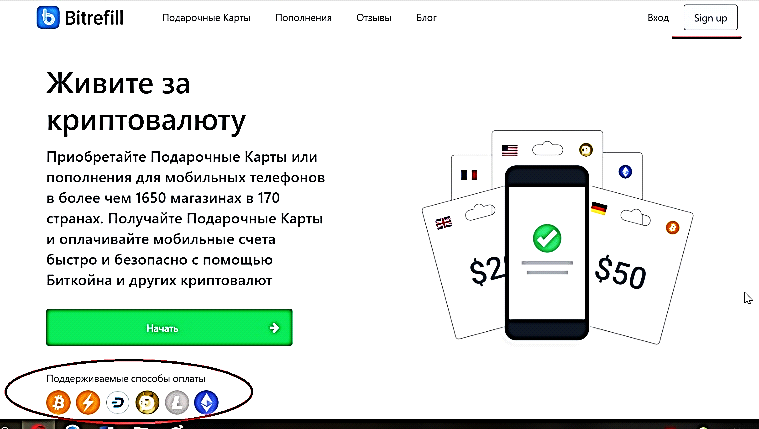 Bitrefill
Подарочные Карты
Пополнения
Отзывы
Блог
Вход
Sign up
Живите за
криптовалюту
Приобретайте Подарочные Карты или
пополнения для мобильных телефонов
в более чем 1650 магазинах в 170
странах. Получайте Подарочные Карты
и оплачивайте мобильные счета
быстро и безопасно с помощью
Биткойна и других криптовалют
$50
Начать
Поддерживаемые способы оплаты